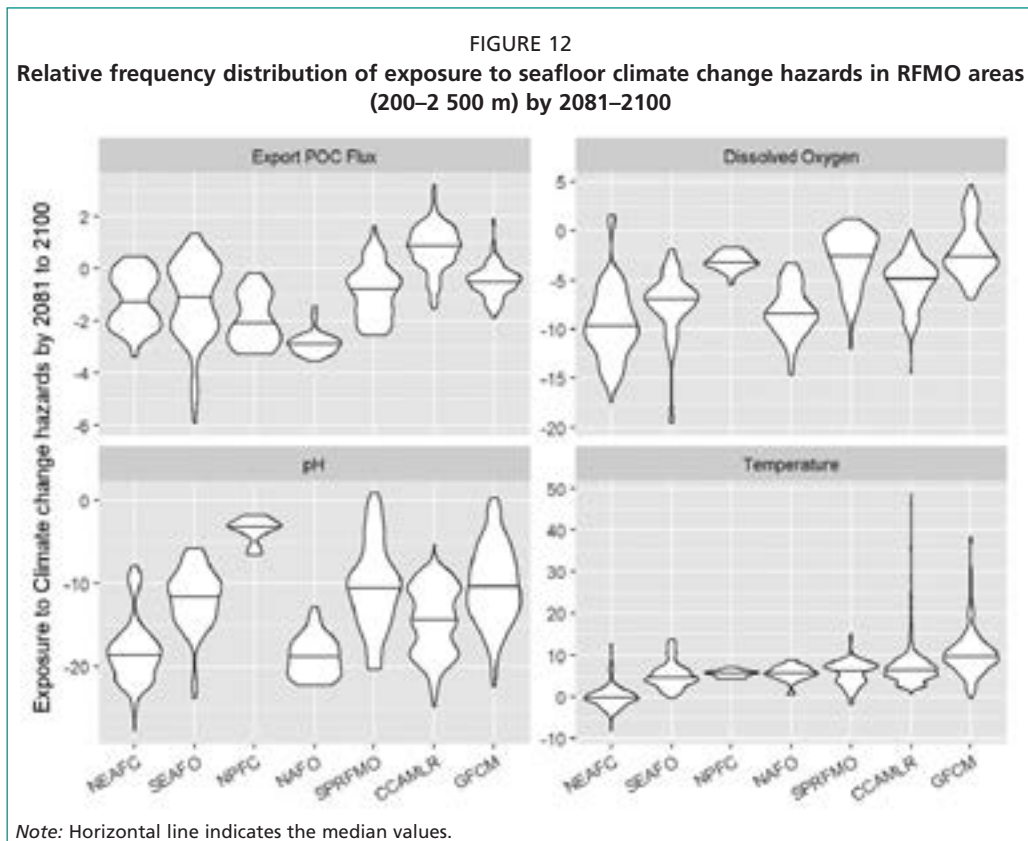 FIGURE 12
Relative frequency distribution of exposure to seafloor climate change hazards in RFMO areas
(200–2 500 m) by 2081–2100
Exposure to Climate change hazards by 2081 to 2100
Export POC Flux
2
0
-2
-4
-6
Dissolved Oxygen
5
0
-5
-10
-15
-20
pH
0
-10
-20
Temperature
50
40
30
20
10
0
-10
NEAFC SEAFO NPFC NAFO SPRFMO CCAMLR GFCM
NEAFC SEAFO NPFC NAFO SPRFMO CCAMLR GFCM
Note: Horizontal line indicates the median values.